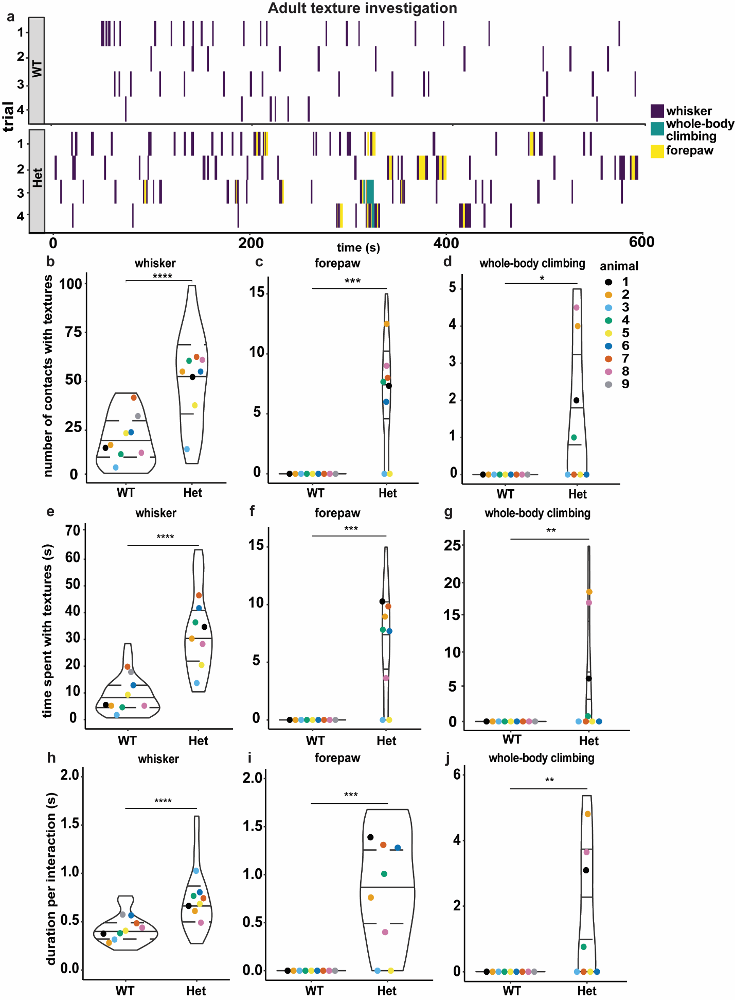 Adult texture investigation
a
trial
WT
1
2
3
4
Het
1
2
3
4
0 200 400 600
time (s)
whisker
whole-body
climbing
forepaw
b
whisker
****
number of contacts with textures
100
75
50
25
0
WT Het
c
forepaw
***
15
10
5
0
WT Het
d
whole-body climbing
*
5
4
3
2
1
0
WT Het
animal
1
2
3
4
5
6
7
8
9
e
whisker
****
time spent with textures (s)
70
60
50
40
30
20
10
0
WT Het
f
forepaw
***
15
10
5
0
WT Het
g
whole-body climbing
**
25
20
15
10
5
0
WT Het
h
whisker
****
duration per interaction (s)
2.0
1.5
1.0
0.5
0.0
WT Het
i
forepaw
***
2.0
1.5
1.0
0.5
0.0
WT Het
j
whole-body climbing
**
6
4
2
0
WT Het